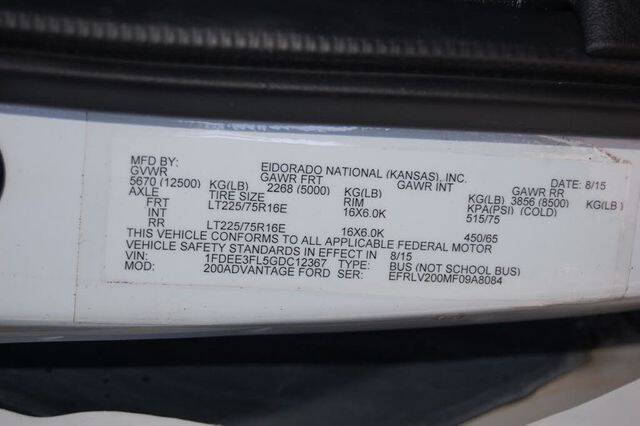 MFD BY: EIDORADO NATIONAL (KANSAS), INC. DATE: 8/15
GVWR GAWR FRT GAWR INT GAWR RR
5670 (12500) KG(LB) 2268 (5000) KG(LB) KG(LB) 3856 (8500) KG(LB)
AXLE TIRE SIZE RIM KPA(PSI) (COLD)
FRT LT225/75R16E 16X6.0K 515/75
INT
RR LT225/75R16E 16X6.0K 450/65
THIS VEHICLE CONFORMS TO ALL APPLICABLE FEDERAL MOTOR
VEHICLE SAFETY STANDARDS IN EFFECT IN 8/15
VIN: 1FDEE3FL5GDC12367 TYPE: BUS (NOT SCHOOL BUS)
MOD: 200ADVANTAGE FORD SER: EFRLV200MF09A8084